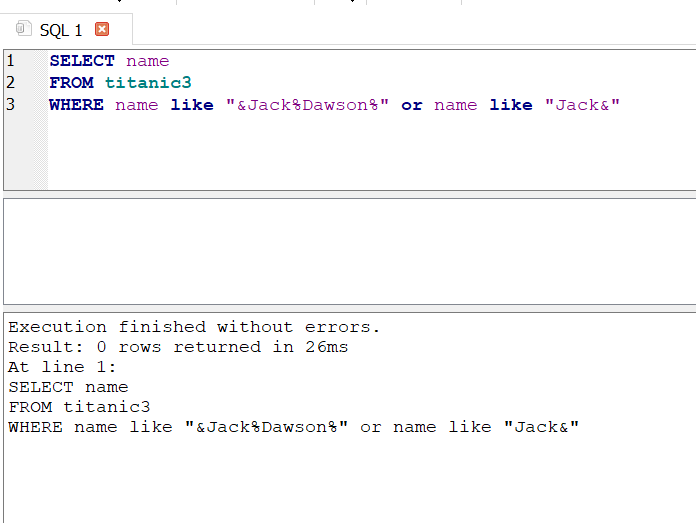 SQL 1
1 SELECT name
2 FROM titanic3
3 WHERE name like "&Jack%Dawson%" or name like "Jack&"
Execution finished without errors.
Result: 0 rows returned in 26ms
At line 1:
SELECT name
FROM titanic3
WHERE name like "&Jack%Dawson%" or name like "Jack&"